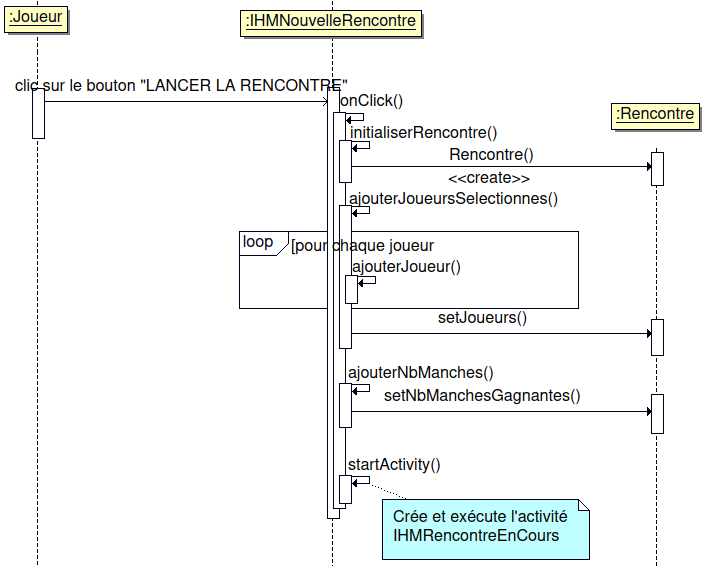 :Joueur
:IHMNouvelleRencontre
clic sur le bouton "LANCER LA RENCONTRE"
onClick()
:Rencontre
initialiserRencontre()
Rencontre()
<<create>>
ajouterJoueursSelectionnes()
loop
[pour chaque joueur
ajouterJoueur()
setJoueurs()
ajouterNbManches()
setNbManchesGagnantes()
startActivity()
Crée et exécute l'activité
IHMRencontreEnCours